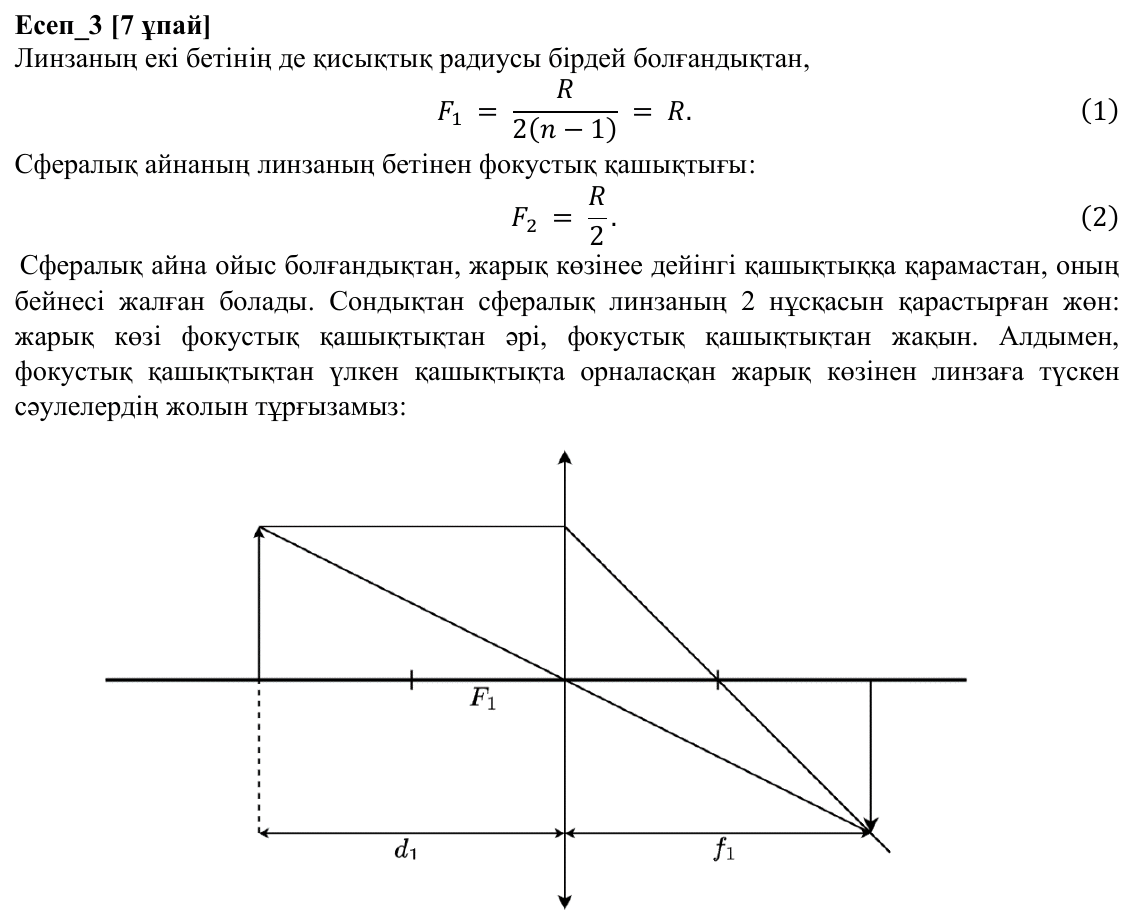 Есеп_3 [7 ұпай]
Линзаның екі бетінің де қисықтық радиусы бірдей болғандықтан,
F₁ = R / 2(n − 1) = R. (1)
Сфералық айнаның линзаның бетінен фокустық қашықтығы:
F₂ = R / 2. (2)
Сфералық айна ойыс болғандықтан, жарық көзінее дейінгі қашықтыққа қарамастан, оның
бейнесі жалған болады. Сондықтан сфералық линзаның 2 нұсқасын қарастырған жөн:
жарық көзі фокустық қашықтықтан әрі, фокустық қашықтықтан жақын. Алдымен,
фокустық қашықтықтан үлкен қашықтықта орналасқан жарық көзінен линзаға түскен
сәулелердің жолын тұрғызамыз:
F₁
d₁ f₁